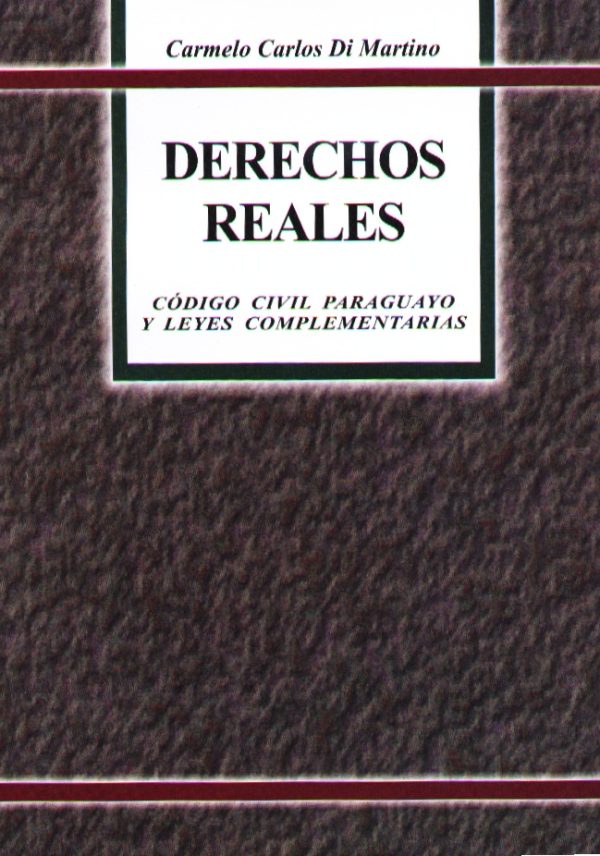 Carmelo Carlos Di Martino
DERECHOS
REALES
CÓDIGO CIVIL PARAGUAYO
Y LEYES COMPLEMENTARIAS